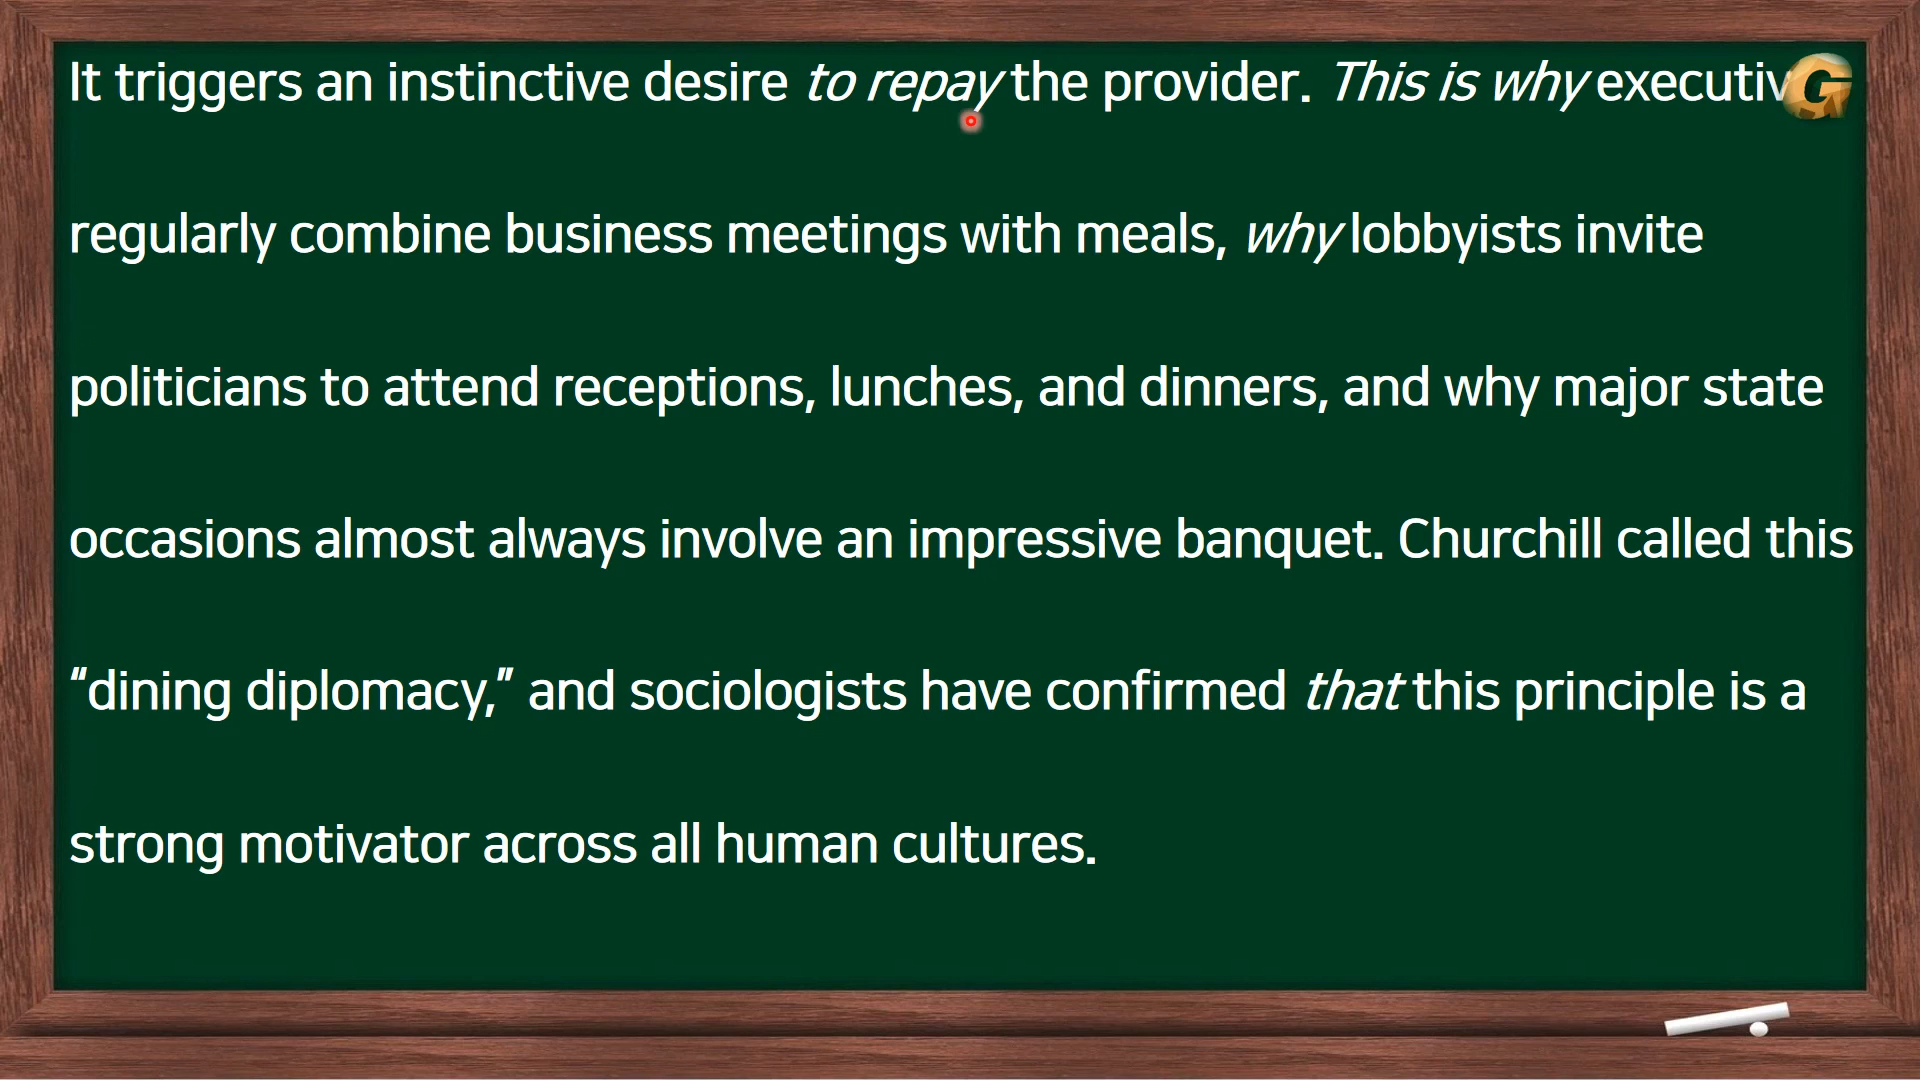 It triggers an instinctive desire to repay the provider. This is why
regularly combine business meetings with meals, why lobbyists invite
politicians to attend receptions, lunches, and dinners, and why major state
occasions almost always involve an impressive banquet. Churchill called this
“dining diplomacy,” and sociologists have confirmed that this principle is a
strong motivator across all human cultures.